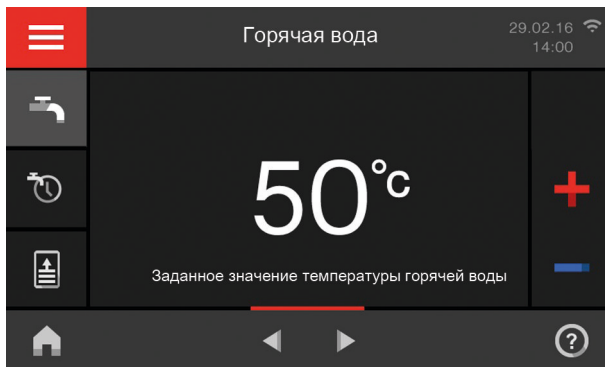 Горячая вода
29.02.16
14:00
50°C
Заданное значение температуры горячей воды
?